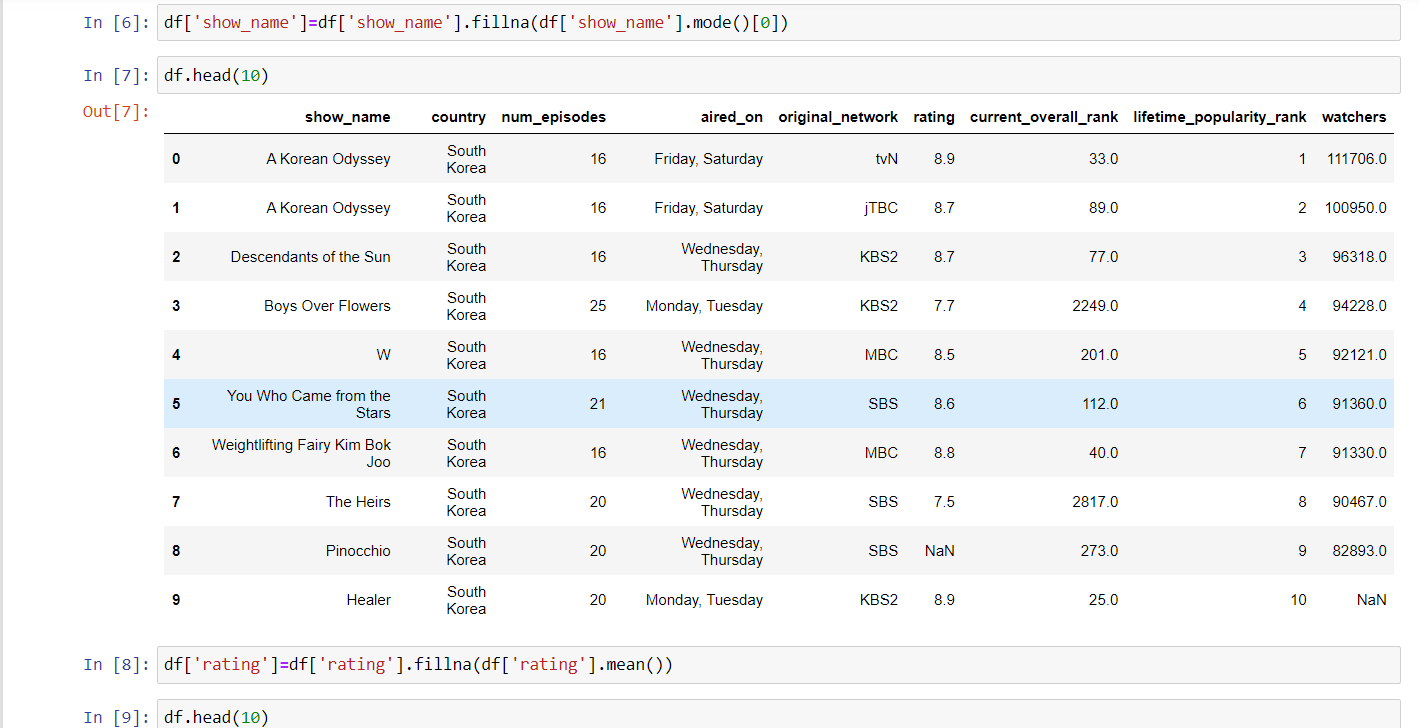 In [6]: df['show_name']=df['show_name'].fillna(df['show_name'].mode()[0])
In [7]: df.head(10)
Out[7]:
show_name country num_episodes aired_on original_network rating current_overall_rank lifetime_popularity_rank watchers
0 A Korean Odyssey South Korea 16 Friday, Saturday tvN 8.9 33.0 1 111706.0
1 A Korean Odyssey South Korea 16 Friday, Saturday jTBC 8.7 89.0 2 100950.0
2 Descendants of the Sun South Korea 16 Wednesday, Thursday KBS2 8.7 77.0 3 96318.0
3 Boys Over Flowers South Korea 25 Monday, Tuesday KBS2 7.7 2249.0 4 94228.0
4 W South Korea 16 Wednesday, Thursday MBC 8.5 201.0 5 92121.0
5 You Who Came from the Stars South Korea 21 Wednesday, Thursday SBS 8.6 112.0 6 91360.0
6 Weightlifting Fairy Kim Bok Joo South Korea 16 Wednesday, Thursday MBC 8.8 40.0 7 91330.0
7 The Heirs South Korea 20 Wednesday, Thursday SBS 7.5 2817.0 8 90467.0
8 Pinocchio South Korea 20 Wednesday, Thursday SBS NaN 273.0 9 82893.0
9 Healer South Korea 20 Monday, Tuesday KBS2 8.9 25.0 10 NaN
In [8]: df['rating']=df['rating'].fillna(df['rating'].mean())
In [9]: df.head(10)